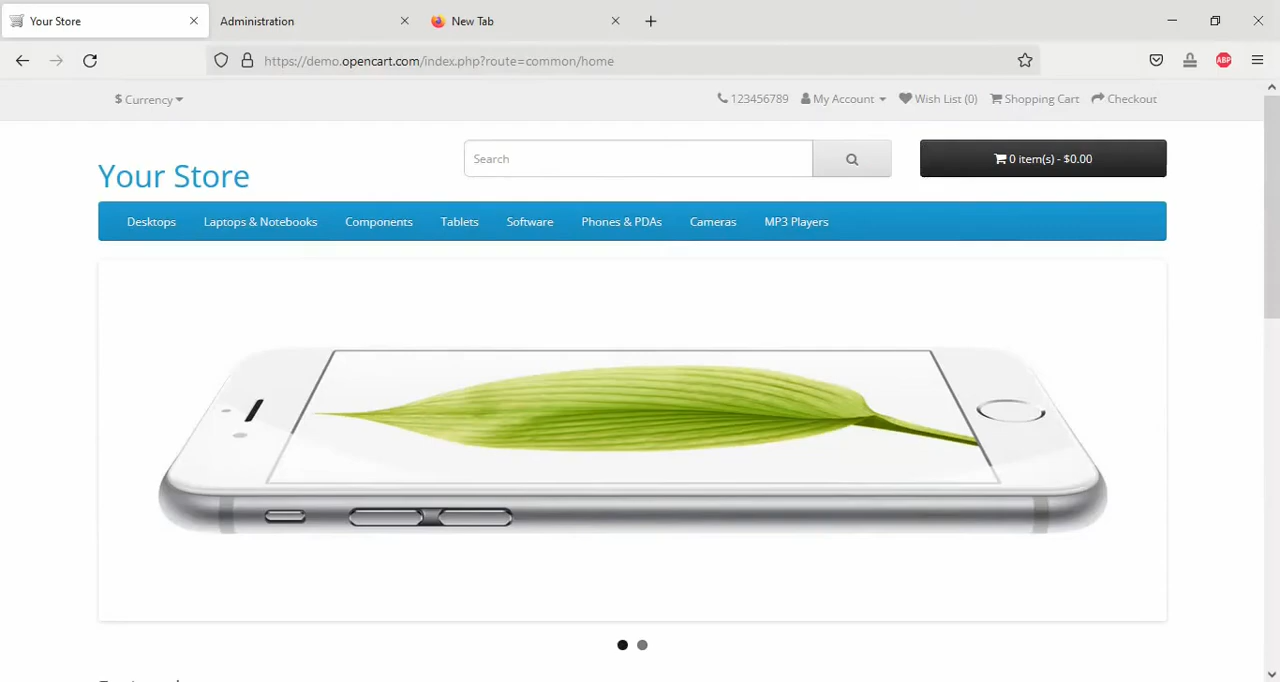 Your Store
Administration
New Tab
https://demo.opencart.com/index.php?route=common/home
ABP
$ Currency
123456789
My Account
Wish List (0)
Shopping Cart
Checkout
Your Store
Search
0 item(s) - $0.00
Desktops
Laptops & Notebooks
Components
Tablets
Software
Phones & PDAs
Cameras
MP3 Players